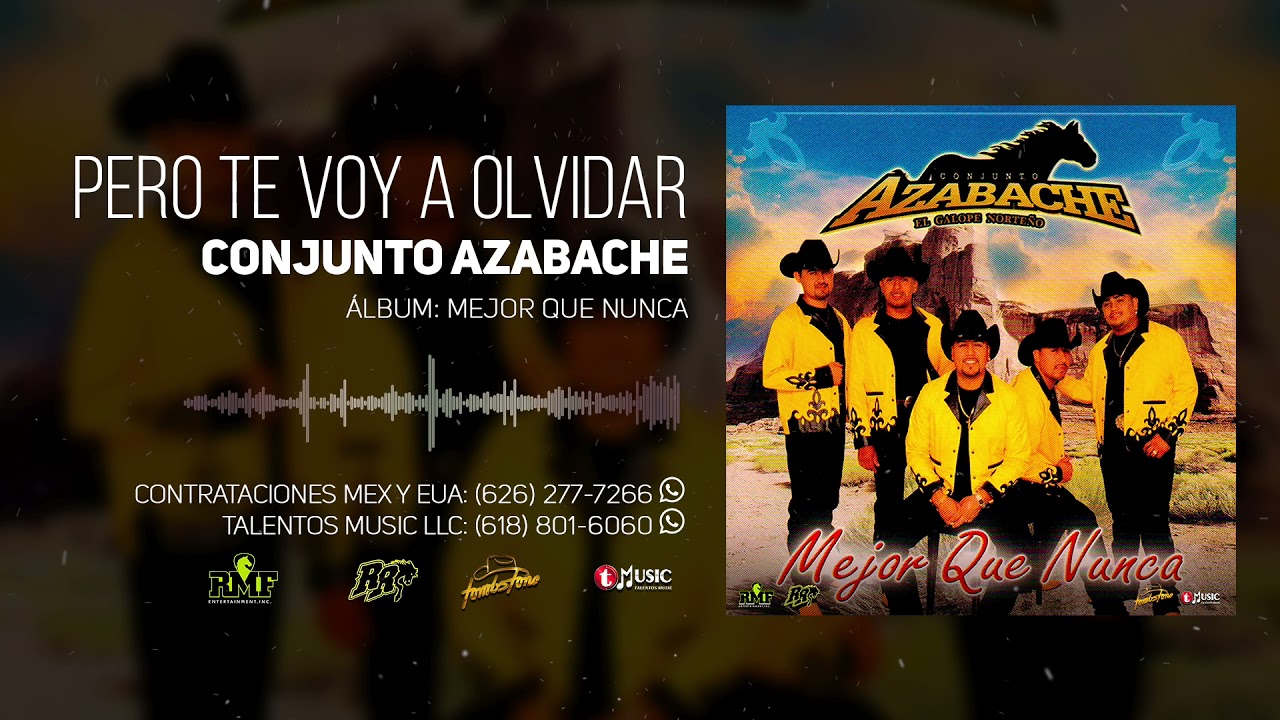 PERO TE VOY A OLVIDAR
CONJUNTO AZABACHE
ÁLBUM: MEJOR QUE NUNCA
CONTRATACIONES MEX Y EUA: (626) 277-7266
TALENTOS MUSIC LLC: (618) 801-6060
RMF
ENTERTAINMENT, INC.
tombstone
t MUSIC
TALENTOS MUSIC
CONJUNTO
AZABACHE
EL GALOPE NORTEÑO
Mejor Que Nunca
RMF
tombstone
t MUSIC